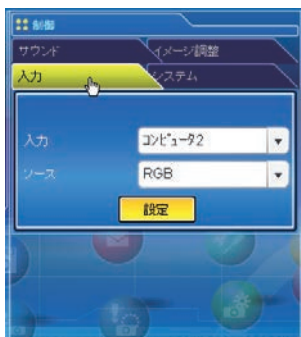 制御
サウンド
イメージ調整
入力
システム
入力
コンピュータ2
ソース
RGB
設定